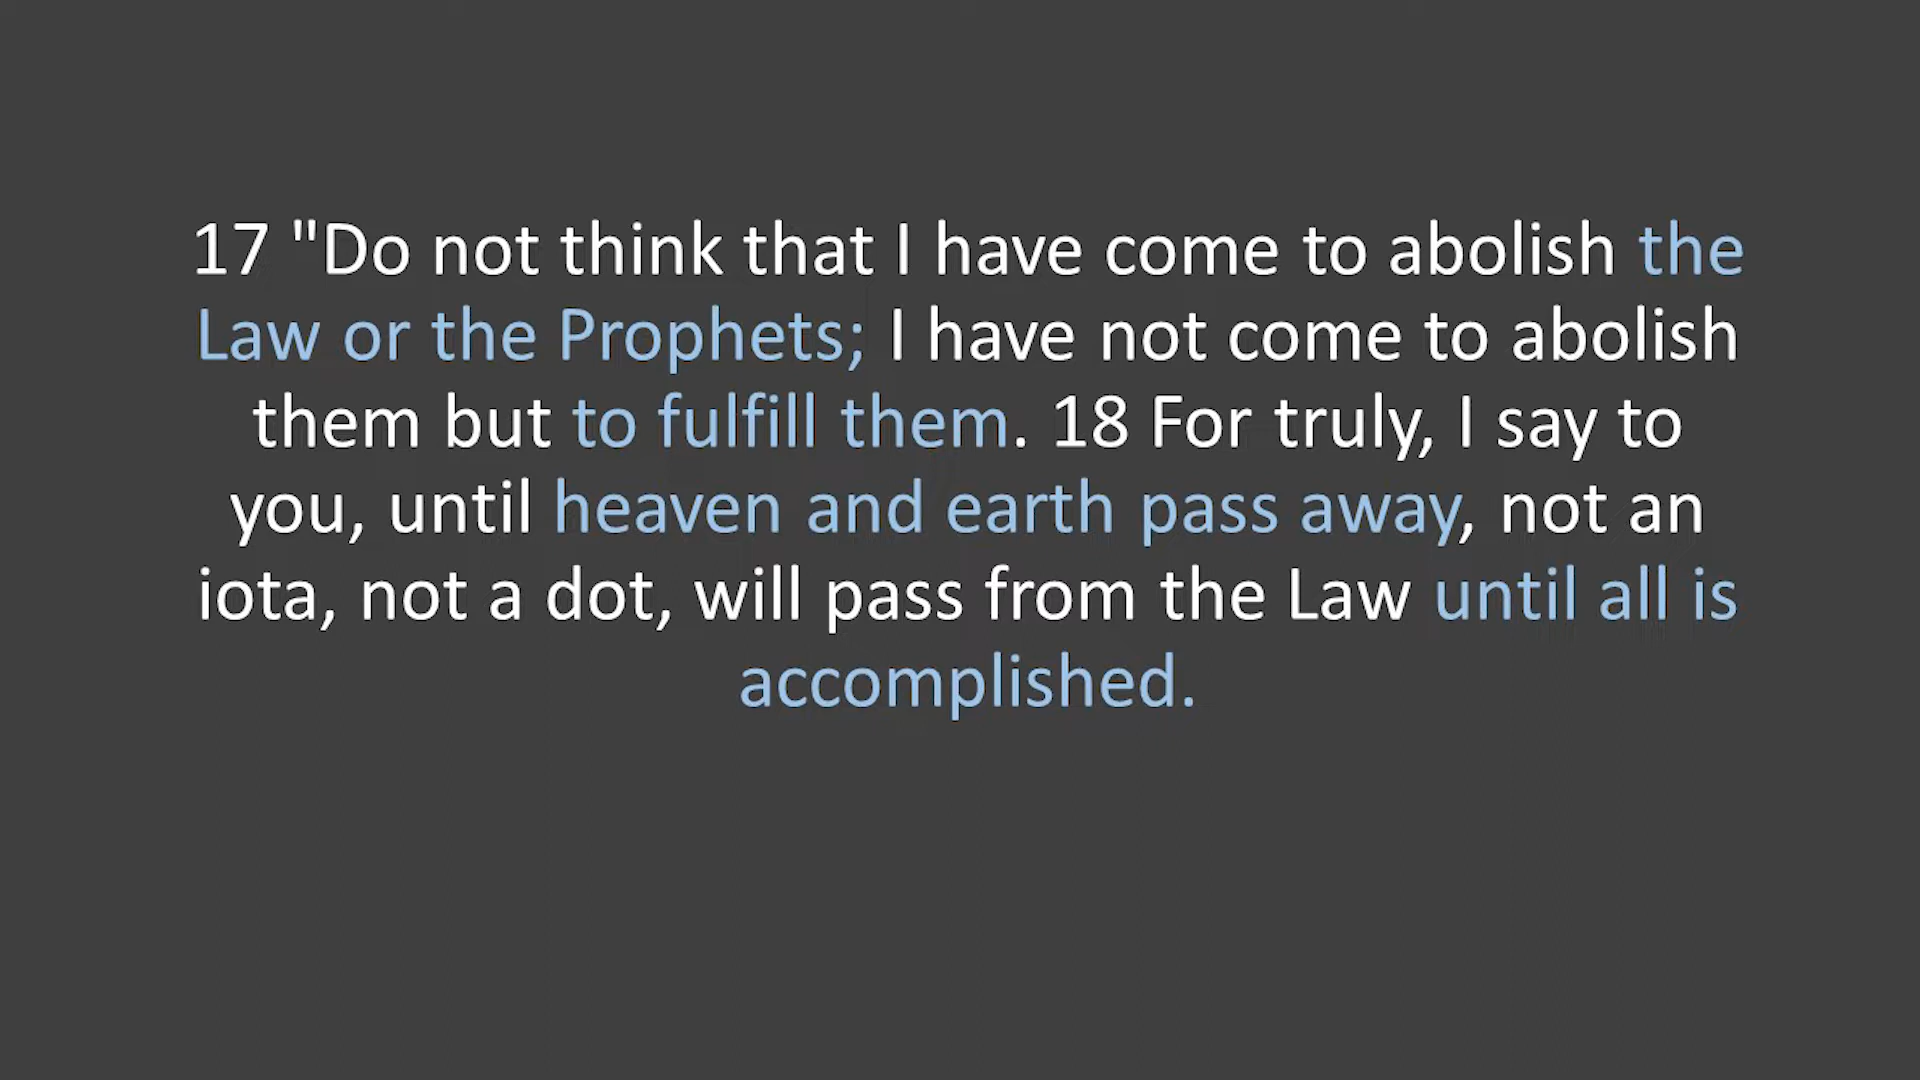 17 "Do not think that I have come to abolish the
Law or the Prophets; I have not come to abolish
them but to fulfill them. 18 For truly, I say to
you, until heaven and earth pass away, not an
iota, not a dot, will pass from the Law until all is
accomplished.